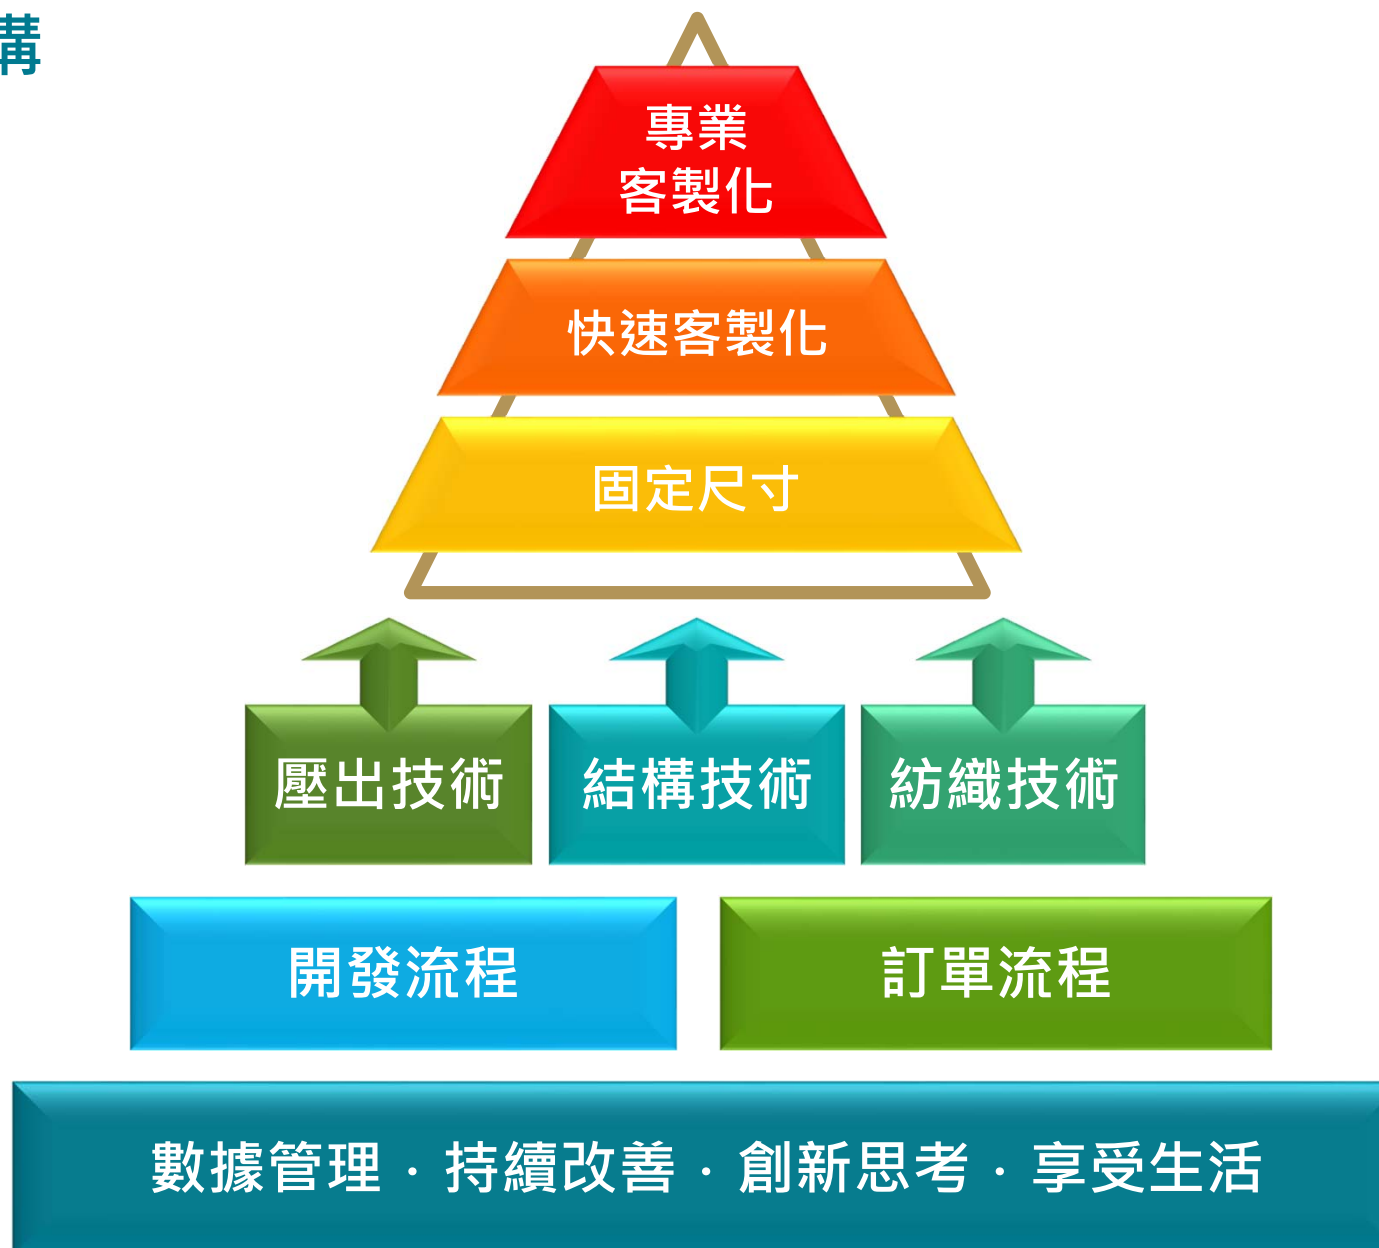 構
專業
客製化
快速客製化
固定尺寸
壓出技術 結構技術 紡織技術
開發流程 訂單流程
數據管理．持續改善．創新思考．享受生活